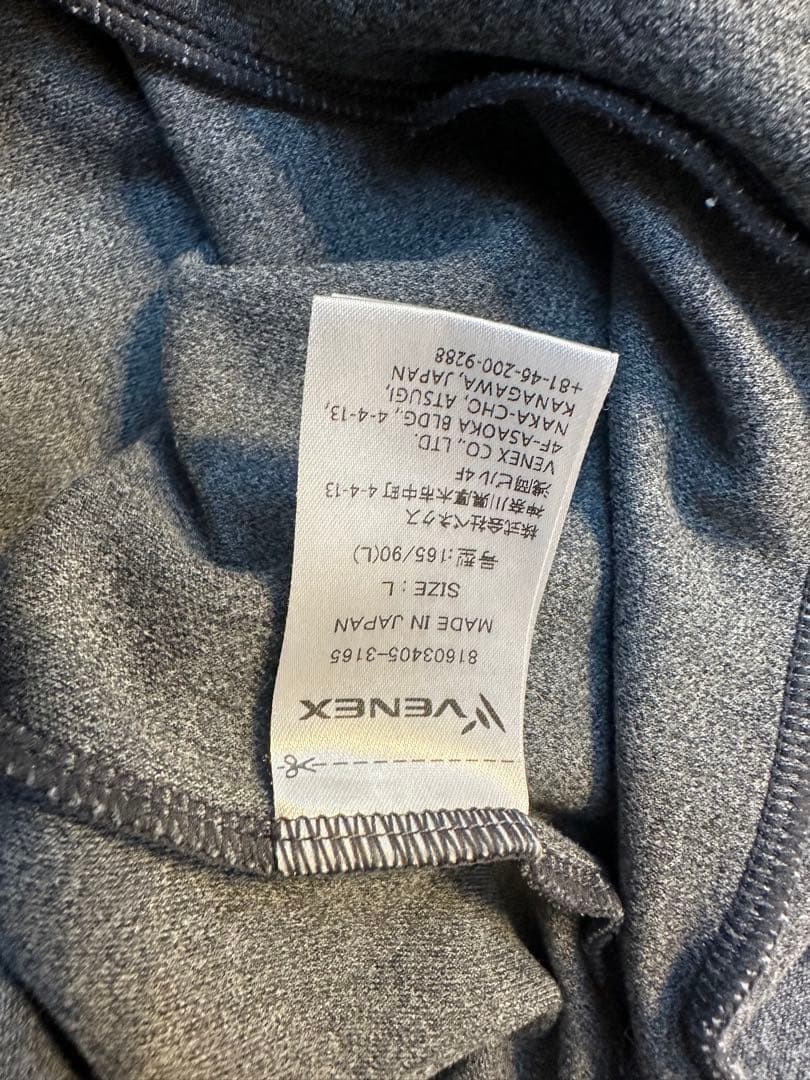 VENEX
81603405-3165
MADE IN JAPAN
SIZE : L
号型:165/90(L)
株式会社ベネクス
神奈川県厚木市中町4-4-13
浅岡ビル4F
VENEX CO., LTD.
4F-ASAOKA BLDG., 4-4-13,
NAKA-CHO, ATSUGI,
KANAGAWA, JAPAN
+81-46-200-9288